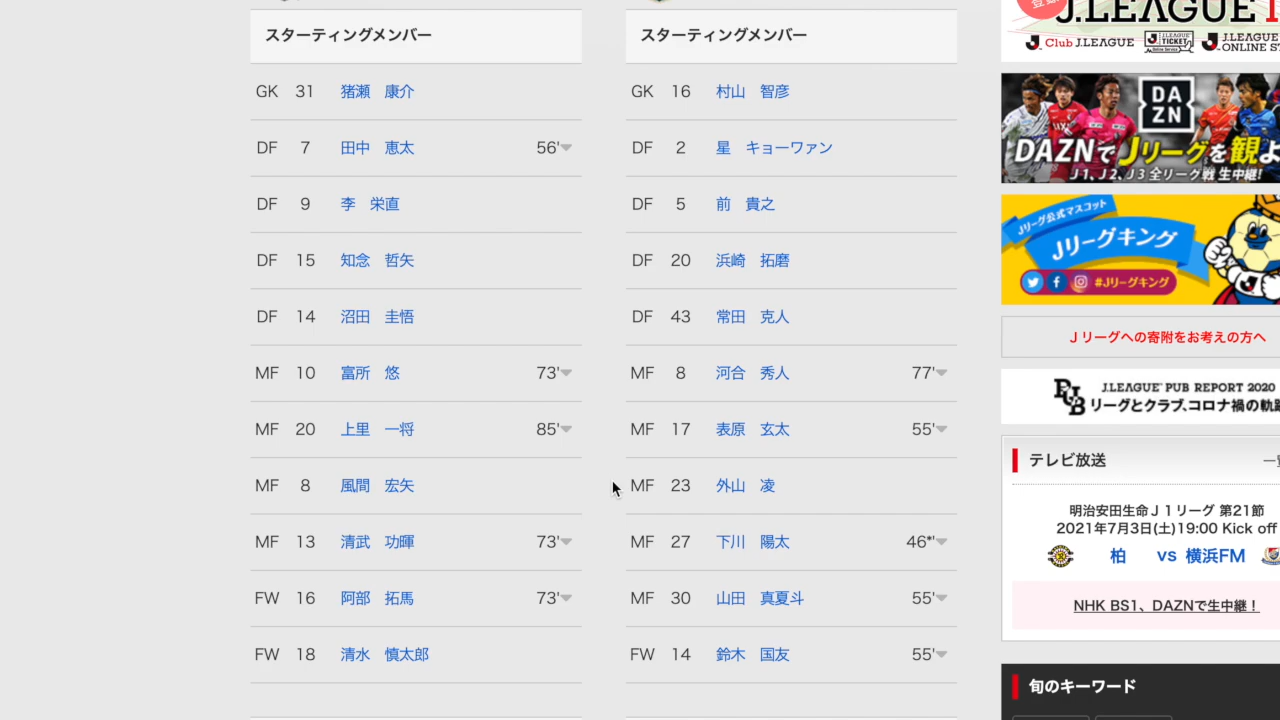 スターティングメンバー
GK 31 猪瀬 康介
DF 7 田中 恵太 56'
DF 9 李 栄直
DF 15 知念 哲矢
DF 14 沼田 圭悟
MF 10 富所 悠 73'
MF 20 上里 一将 85'
MF 8 風間 宏矢
MF 13 清武 功暉 73'
FW 16 阿部 拓馬 73'
FW 18 清水 慎太郎
スターティングメンバー
GK 16 村山 智彦
DF 2 星 キョーワァン
DF 5 前 貴之
DF 20 浜崎 拓磨
DF 43 常田 克人
MF 8 河合 秀人 77'
MF 17 表原 玄太 55'
MF 23 外山 凌
MF 27 下川 陽太 46*'
MF 30 山田 真夏斗 55'
FW 14 鈴木 国友 55'
J.LEAGUE
Club J.LEAGUE
J.LEAGUE TICKET
J.LEAGUE
ONLINE
DA
ZN
DAZNでJリーグを観
J1、J2、J3 全リーグ戦 生中継!
Jリーグ公式マスコット
Jリーグキング
#Jリーグキング
Jリーグへの寄附をお考えの方へ
PUB
J.LEAGUE PUB REPORT 2020
リーグとクラブ、コロナ禍の軌
テレビ放送
明治安田生命J1リーグ 第21節
2021年7月3日(土)19:00 Kick off
柏 vs 横浜FM
NHK BS1、DAZNで生中継!
旬のキーワード